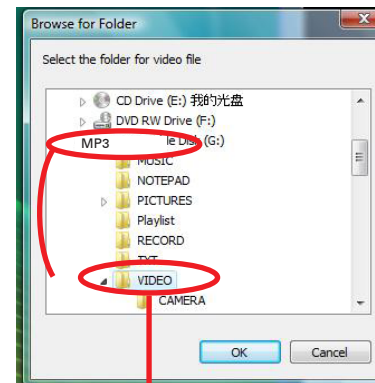 Browse for Folder
Select the folder for video file
CD Drive (E:) 我的光盘
DVD RW Drive (F:)
MP3 le Disk (G:)
MUSIC
NOTEPAD
PICTURES
Playlist
RECORD
TXT
VIDEO
CAMERA
OK Cancel